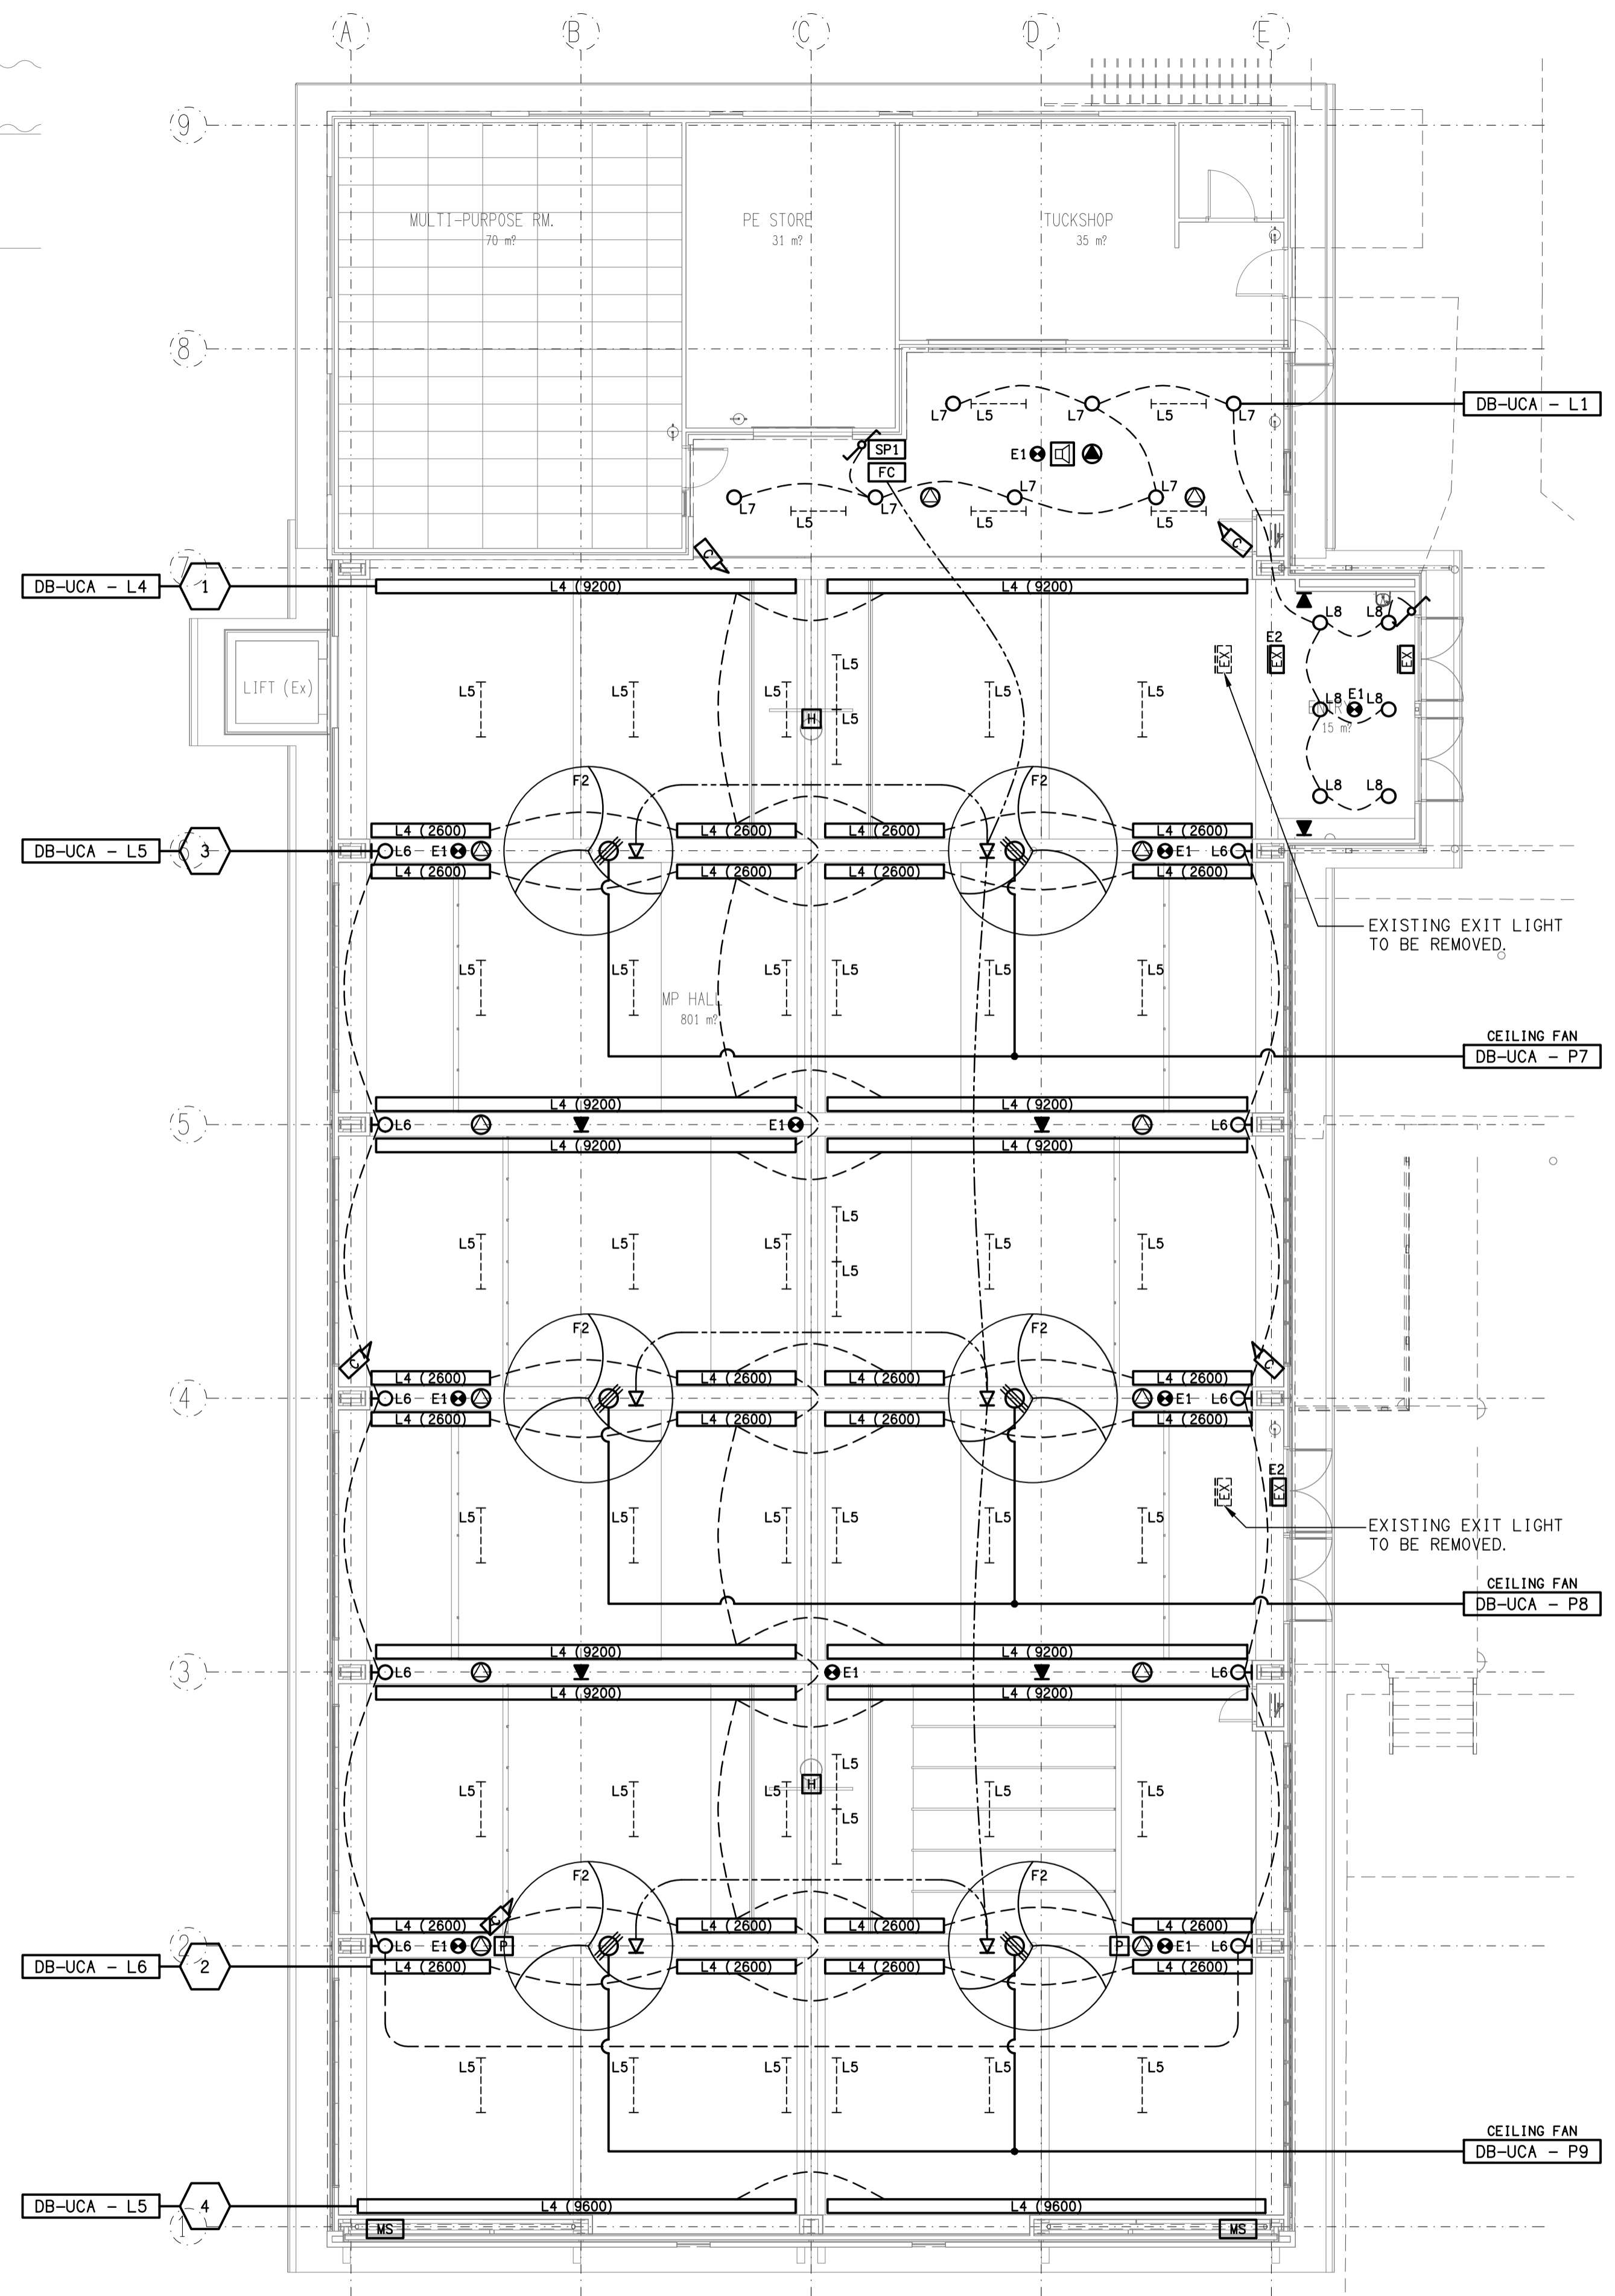 A B C D E
9
MULTI-PURPOSE RM.
70 m?
PE STORE
31 m?
TUCKSHOP
35 m?
8
L7 L5 L7 L5 L7
DB-UCA - L1
SP1
E1
FC
L7 L5 L7 L7 L5 L7 L5
C C
7
DB-UCA - L4 1
L4 (9200) L4 (9200)
L8 L8
E2
EX EX EX
LIFT (Ex)
L5 L5 L5 L5 L5 L5
H L5
L8 E1 L8
ENTRY
15 m?
F2 F2
L8 L8
L4 (2600) L4 (2600) L4 (2600) L4 (2600)
DB-UCA - L5 3
L6 E1 E1 L6
L4 (2600) L4 (2600) L4 (2600) L4 (2600)
EXISTING EXIT LIGHT
TO BE REMOVED.
L5 L5 L5 L5 L5 L5
MP HALL
801 m?
CEILING FAN
DB-UCA - P7
L4 (9200) L4 (9200)
5
L6 E1 L6
L4 (9200) L4 (9200)
L5
L5 L5 L5 L5 L5
L5
F2 F2
C C
L4 (2600) L4 (2600) L4 (2600) L4 (2600)
4
L6 E1 E1 L6
L4 (2600) L4 (2600) L4 (2600) L4 (2600)
E2
EX EX
L5 L5 L5 L5 L5 L5
EXISTING EXIT LIGHT
TO BE REMOVED.
CEILING FAN
DB-UCA - P8
L4 (9200) L4 (9200)
3
L6 E1 L6
L4 (9200) L4 (9200)
L5
H
L5 L5 L5 L5 L5
L5
F2 F2
C
L4 (2600) L4 (2600) L4 (2600) L4 (2600)
2
L6 E1 P P E1 L6
DB-UCA - L6 2
L4 (2600) L4 (2600) L4 (2600) L4 (2600)
L5 L5 L5 L5 L5 L5
CEILING FAN
DB-UCA - P9
DB-UCA - L5 4
L4 (9600) L4 (9600)
1
MS MS